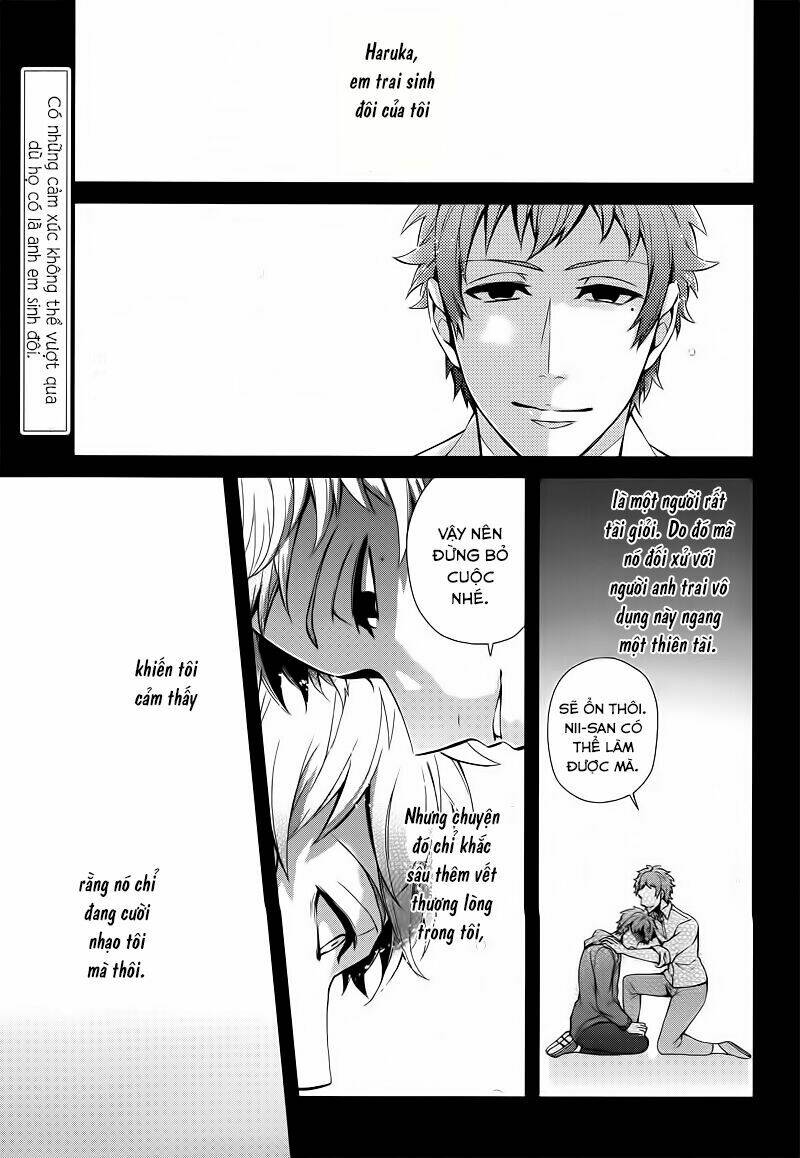 Haruka,
em trai sinh
đôi của tôi
Có những cảm xúc không thể vượt qua
dù họ có là anh em sinh đôi.
là một người rất
tài giỏi. Do đó mà
nó đối xử với
người anh trai vô
dụng này ngang
một thiên tài.
SẼ ỔN THÔI.
NII-SAN CÓ
THỂ LÀM
ĐƯỢC MÀ.
VẬY NÊN
ĐỪNG BỎ
CUỘC
NHÉ.
Nhưng chuyện
đó chỉ khắc
sâu thêm vết
thương lòng
trong tôi,
khiến tôi
cảm thấy
rằng nó chỉ
đang cười
nhạo tôi
mà thôi.